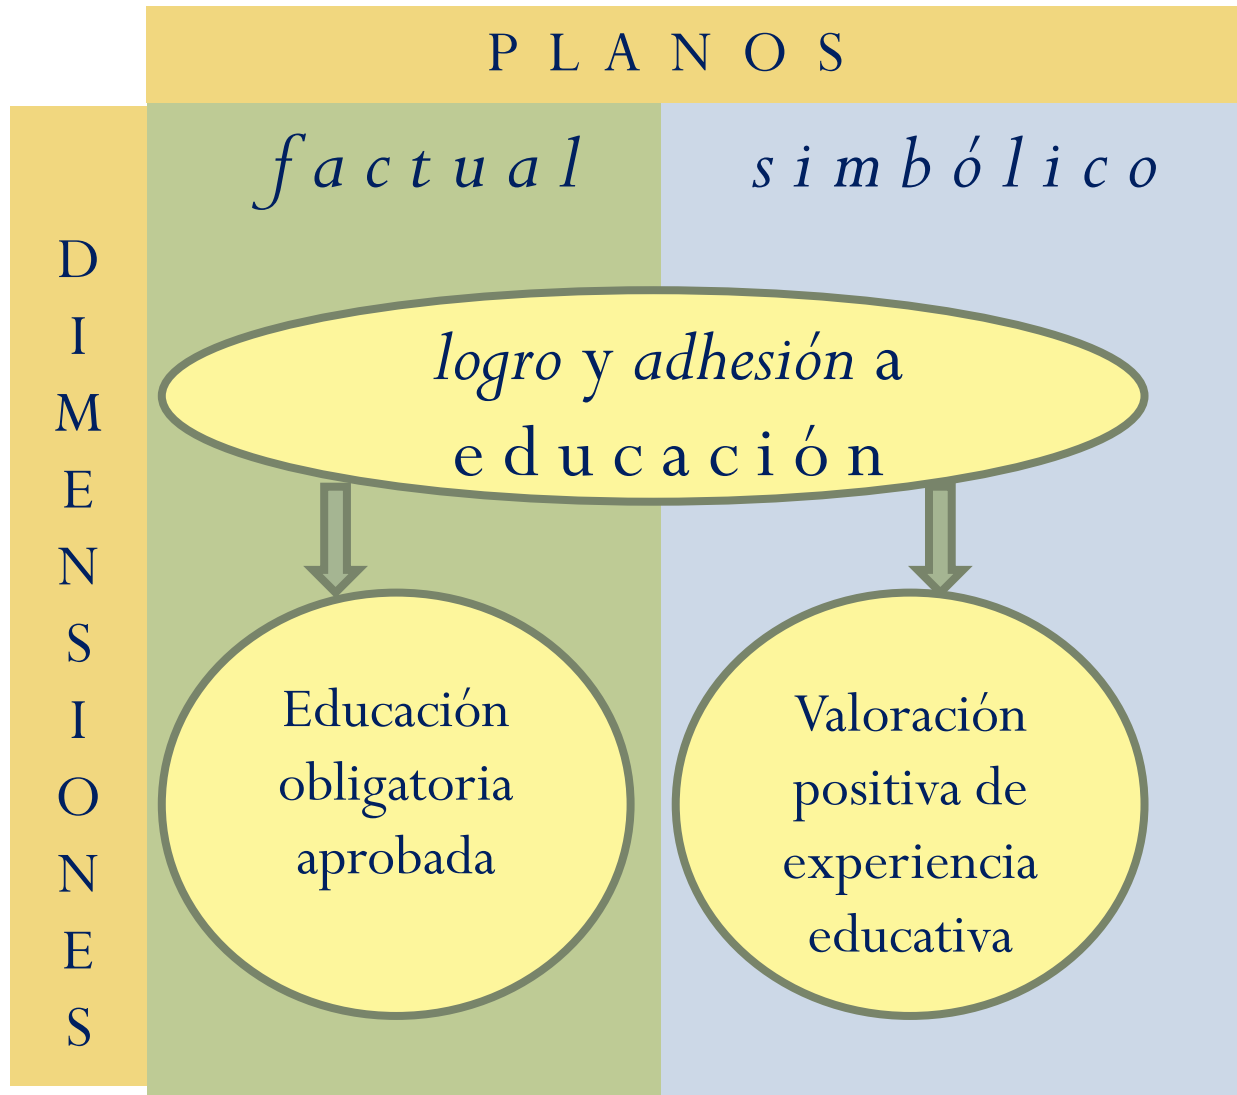 PLANOS
factual
simbólico
DIMENSIONES
logro y adhesión a
educación
Educación
obligatoria
aprobada
Valoración
positiva de
experiencia
educativa